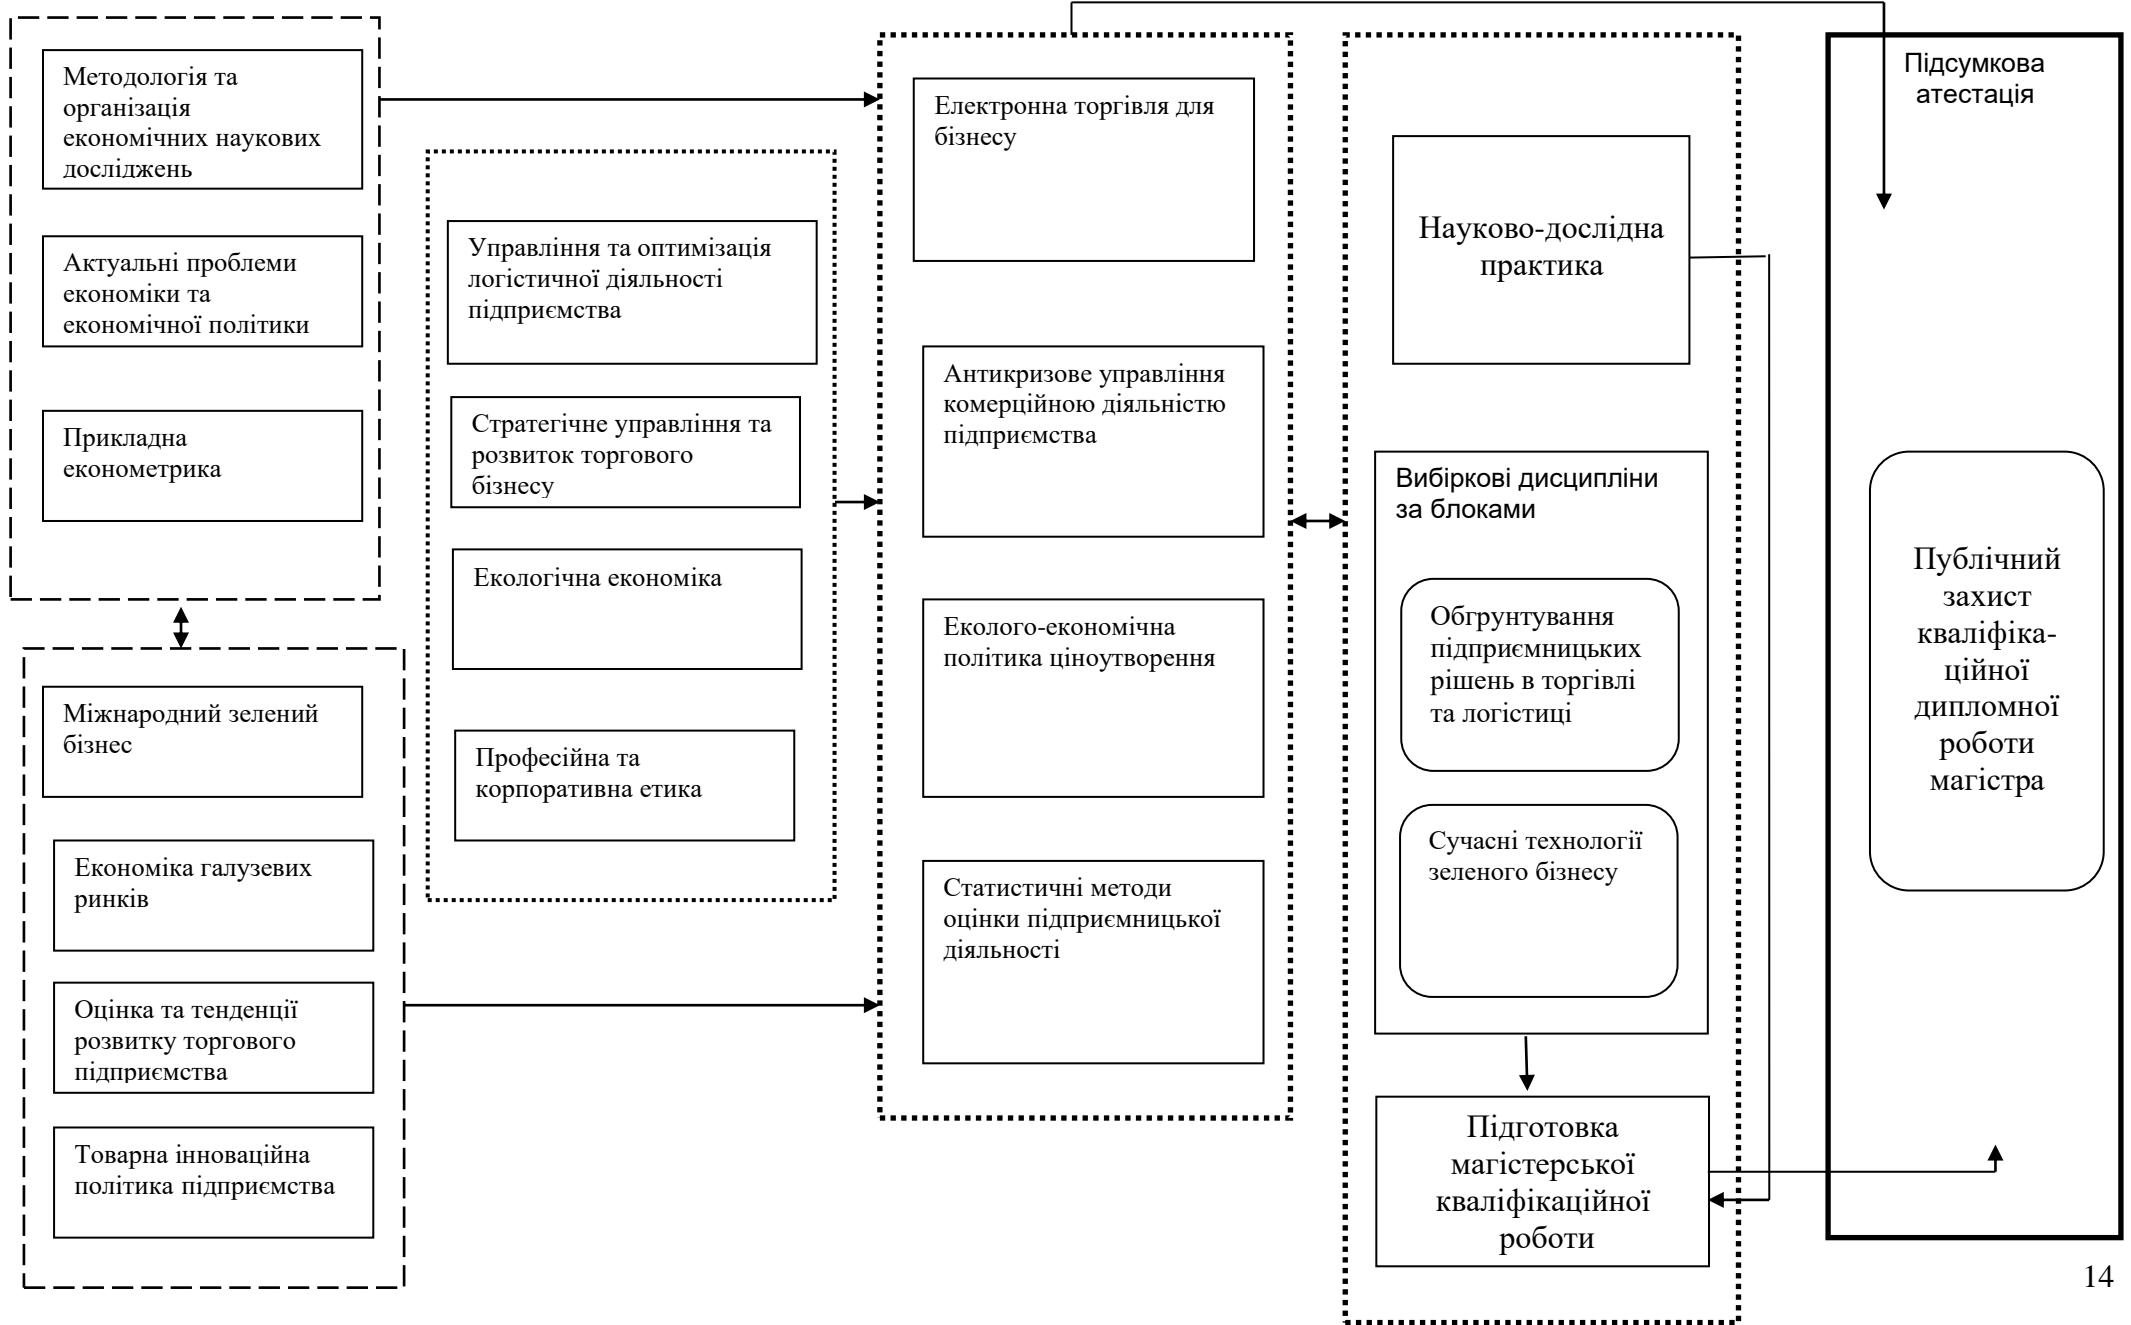 Методологія та
організація
економічних наукових
досліджень
Актуальні проблеми
економіки та
економічної політики
Прикладна
економетрика
Міжнародний зелений
бізнес
Економіка галузевих
ринків
Оцінка та тенденції
розвитку торгового
підприємства
Товарна інноваційна
політика підприємства
Управління та оптимізація
логістичної діяльності
підприємства
Стратегічне управління та
розвиток торгового
бізнесу
Екологічна економіка
Професійна та
корпоративна етика
Електронна торгівля для
бізнесу
Антикризове управління
комерційною діяльністю
підприємства
Еколого-економічна
політика ціноутворення
Статистичні методи
оцінки підприємницької
діяльності
Науково-дослідна
практика
Вибіркові дисципліни
за блоками
Обгрунтування
підприємницьких
рішень в торгівлі
та логістиці
Сучасні технології
зеленого бізнесу
Підготовка
магістерської
кваліфікаційної
роботи
Підсумкова
атестація
Публічний
захист
кваліфіка-
ційної
дипломної
роботи
магістра
14